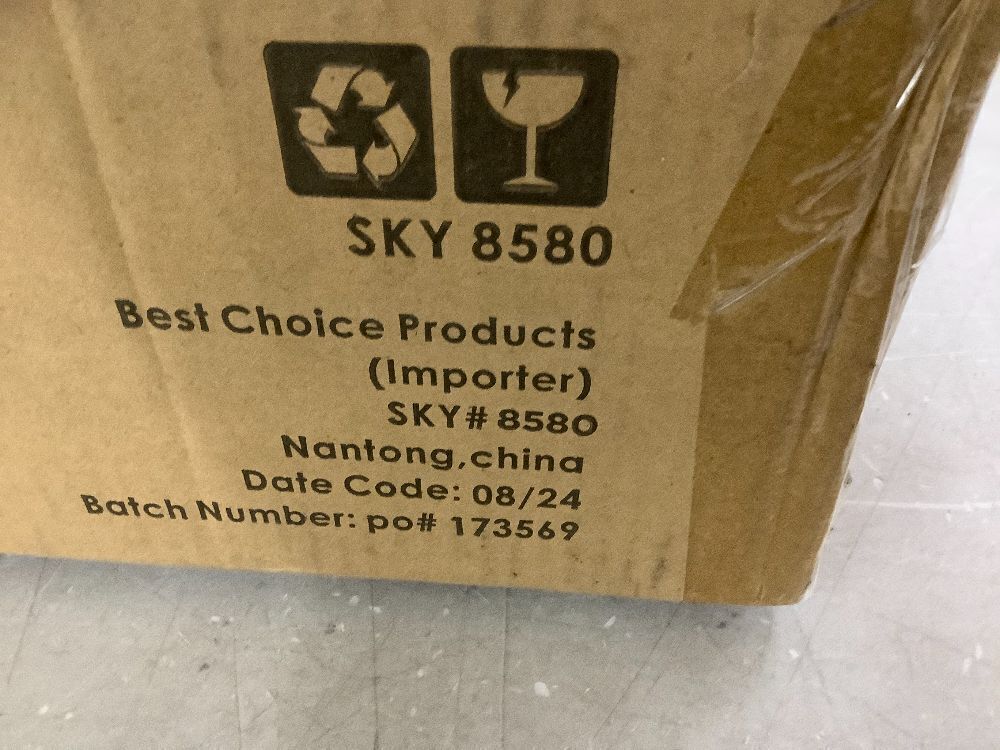 SKY 8580
Best Choice Products
(Importer)
SKY# 8580
Nantong,china
Date Code: 08/24
Batch Number: po# 173569